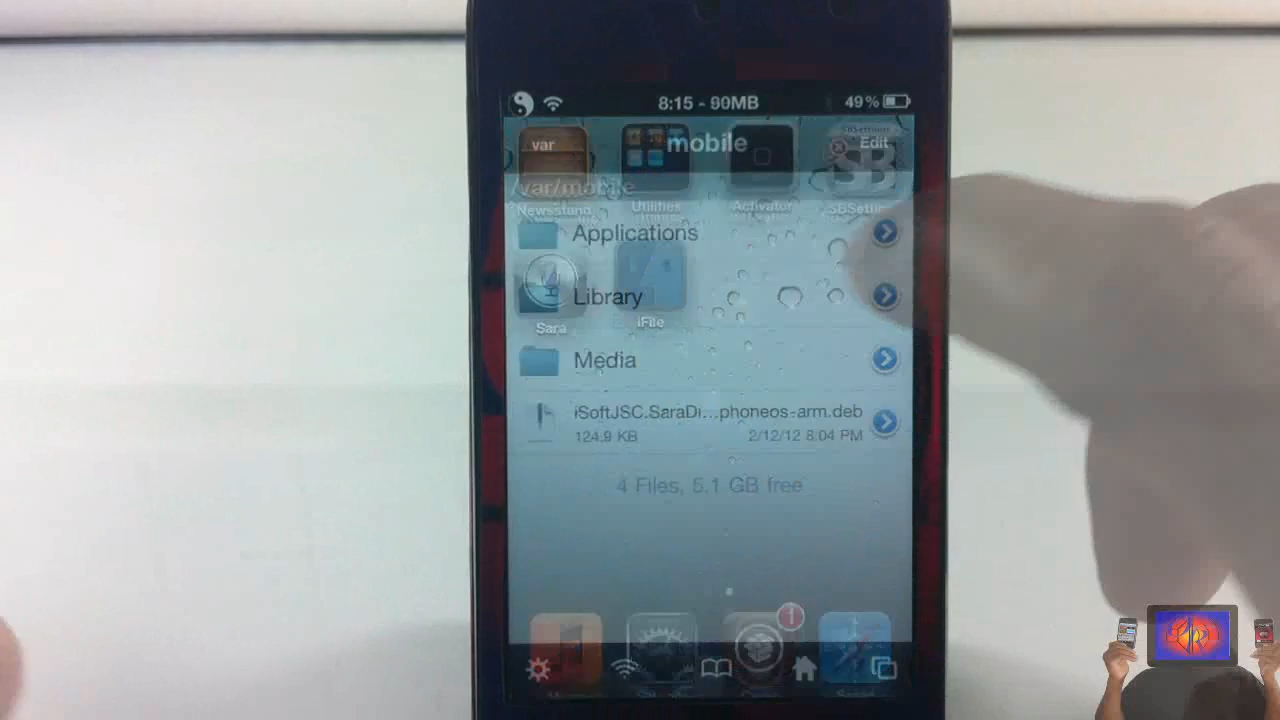 8:15 - 90MB 49%
var mobile Edit
/var/mobile
Newsstand Utilities Activator SBSettings
Applications
Library
Sara iFile
Media
iSoftJSC.SaraDi...phoneos-arm.deb
124.9 KB 2/12/12 8:04 PM
4 Files, 5.1 GB free
1